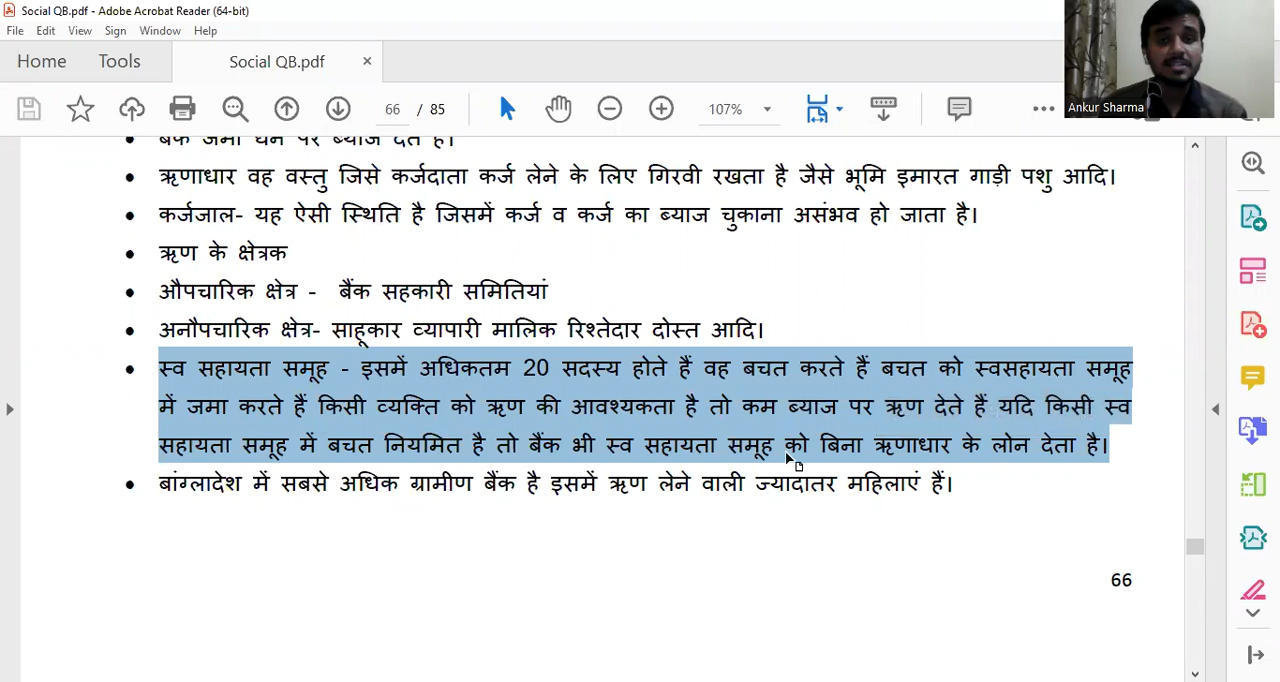 Social QB.pdf - Adobe Acrobat Reader (64-bit)
File Edit View Sign Window Help
Home Tools Social QB.pdf ×
66 / 85 107%
Ankur Sharma
बैंक जमा धन पर ब्याज देते हैं।
ऋणाधार वह वस्तु जिसे कर्जदाता कर्ज लेने के लिए गिरवी रखता है जैसे भूमि इमारत गाड़ी पशु आदि।
कर्जजाल- यह ऐसी स्थिति है जिसमें कर्ज व कर्ज का ब्याज चुकाना असंभव हो जाता है।
ऋण के क्षेत्रक
औपचारिक क्षेत्र - बैंक सहकारी समितियां
अनौपचारिक क्षेत्र- साहूकार व्यापारी मालिक रिश्तेदार दोस्त आदि।
स्व सहायता समूह - इसमें अधिकतम 20 सदस्य होते हैं वह बचत करते हैं बचत को स्वसहायता समूह
में जमा करते हैं किसी व्यक्ति को ऋण की आवश्यकता है तो कम ब्याज पर ऋण देते हैं यदि किसी स्व
सहायता समूह में बचत नियमित है तो बैंक भी स्व सहायता समूह को बिना ऋणाधार के लोन देता है।
बांग्लादेश में सबसे अधिक ग्रामीण बैंक है इसमें ऋण लेने वाली ज्यादातर महिलाएं हैं।
66